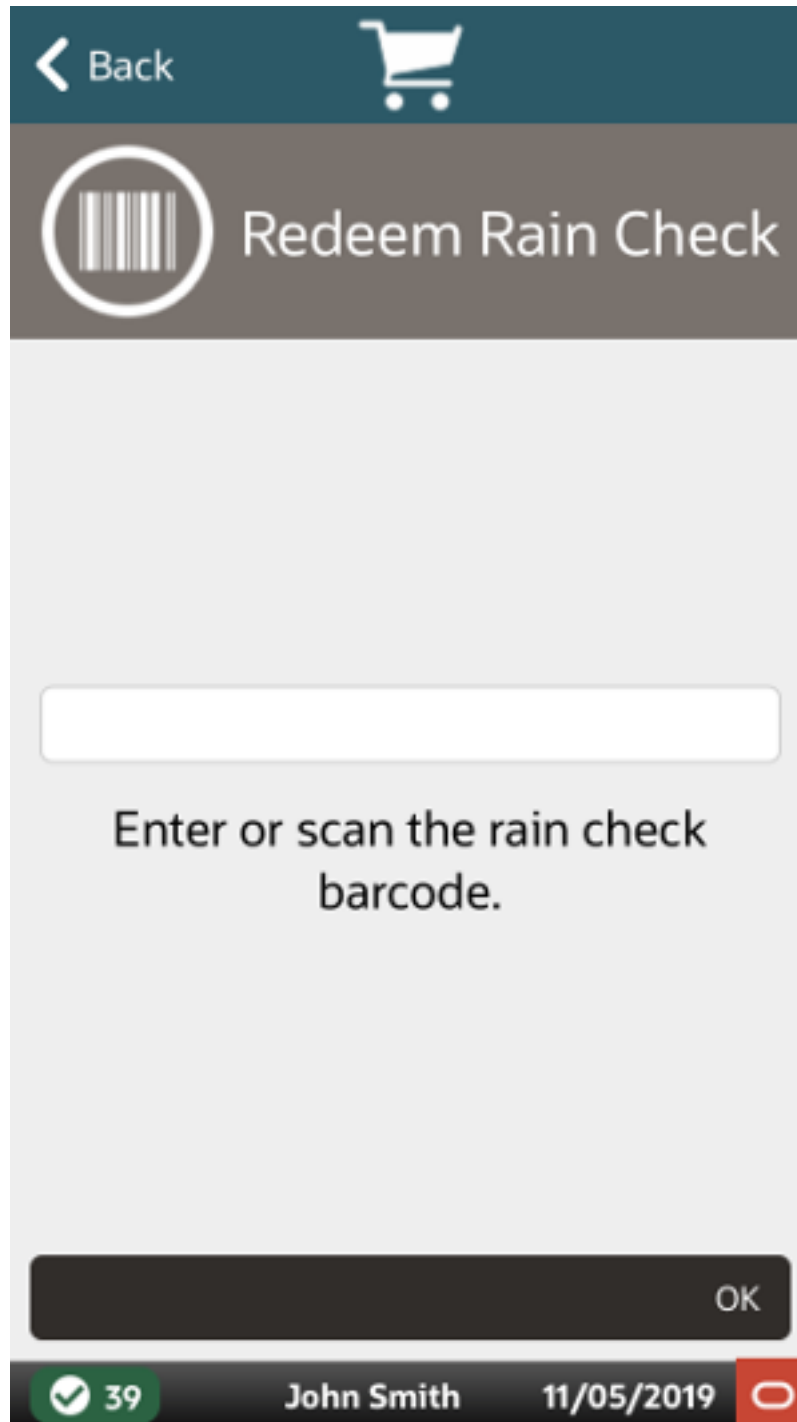 Back
Redeem Rain Check
Enter or scan the rain check
barcode.
OK
39 John Smith 11/05/2019